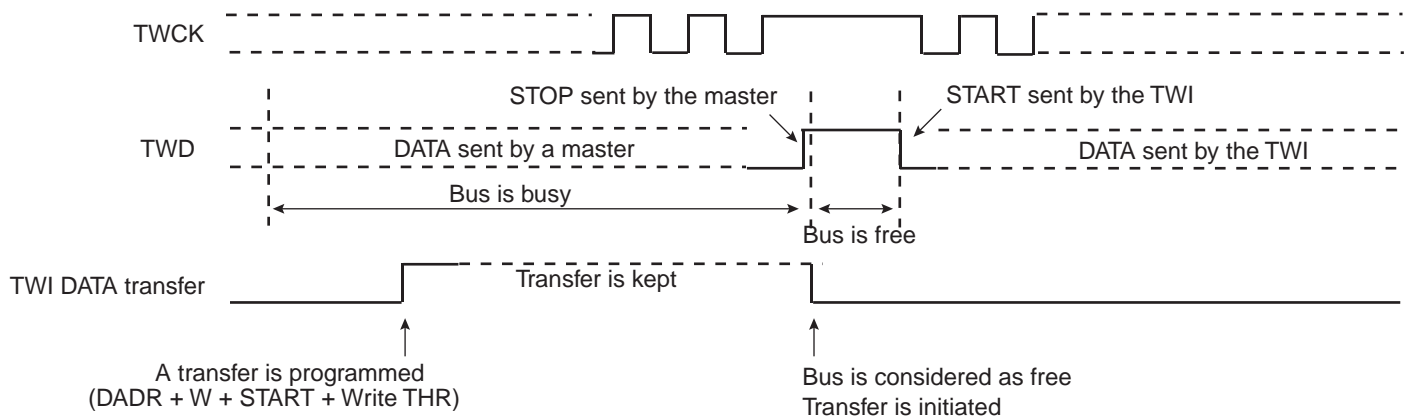 TWCK
STOP sent by the master
START sent by the TWI
TWD
DATA sent by a master
DATA sent by the TWI
Bus is busy
Bus is free
TWI DATA transfer
Transfer is kept
A transfer is programmed
(DADR + W + START + Write THR)
Bus is considered as free
Transfer is initiated